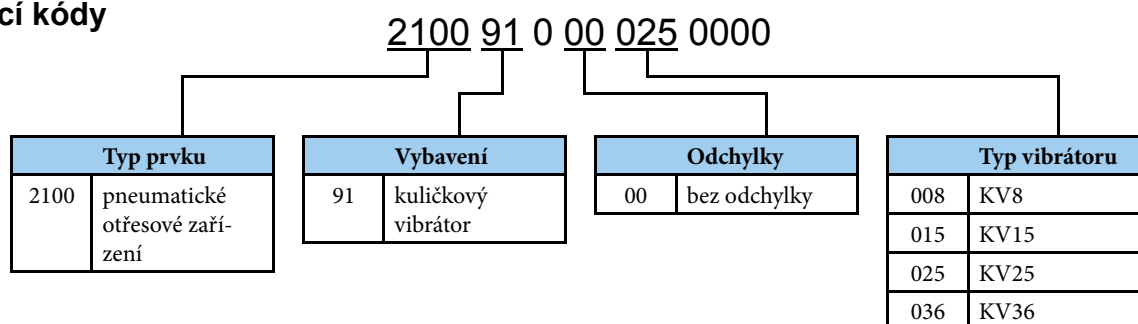 cí kódy
2100 91 0 00 025 0000
Typ prvku
2100 pneumatické
otřesové zaří-
zení
Vybavení
91 kuličkový
vibrátor
Odchylky
00 bez odchylky
Typ vibrátoru
008 KV8
015 KV15
025 KV25
036 KV36